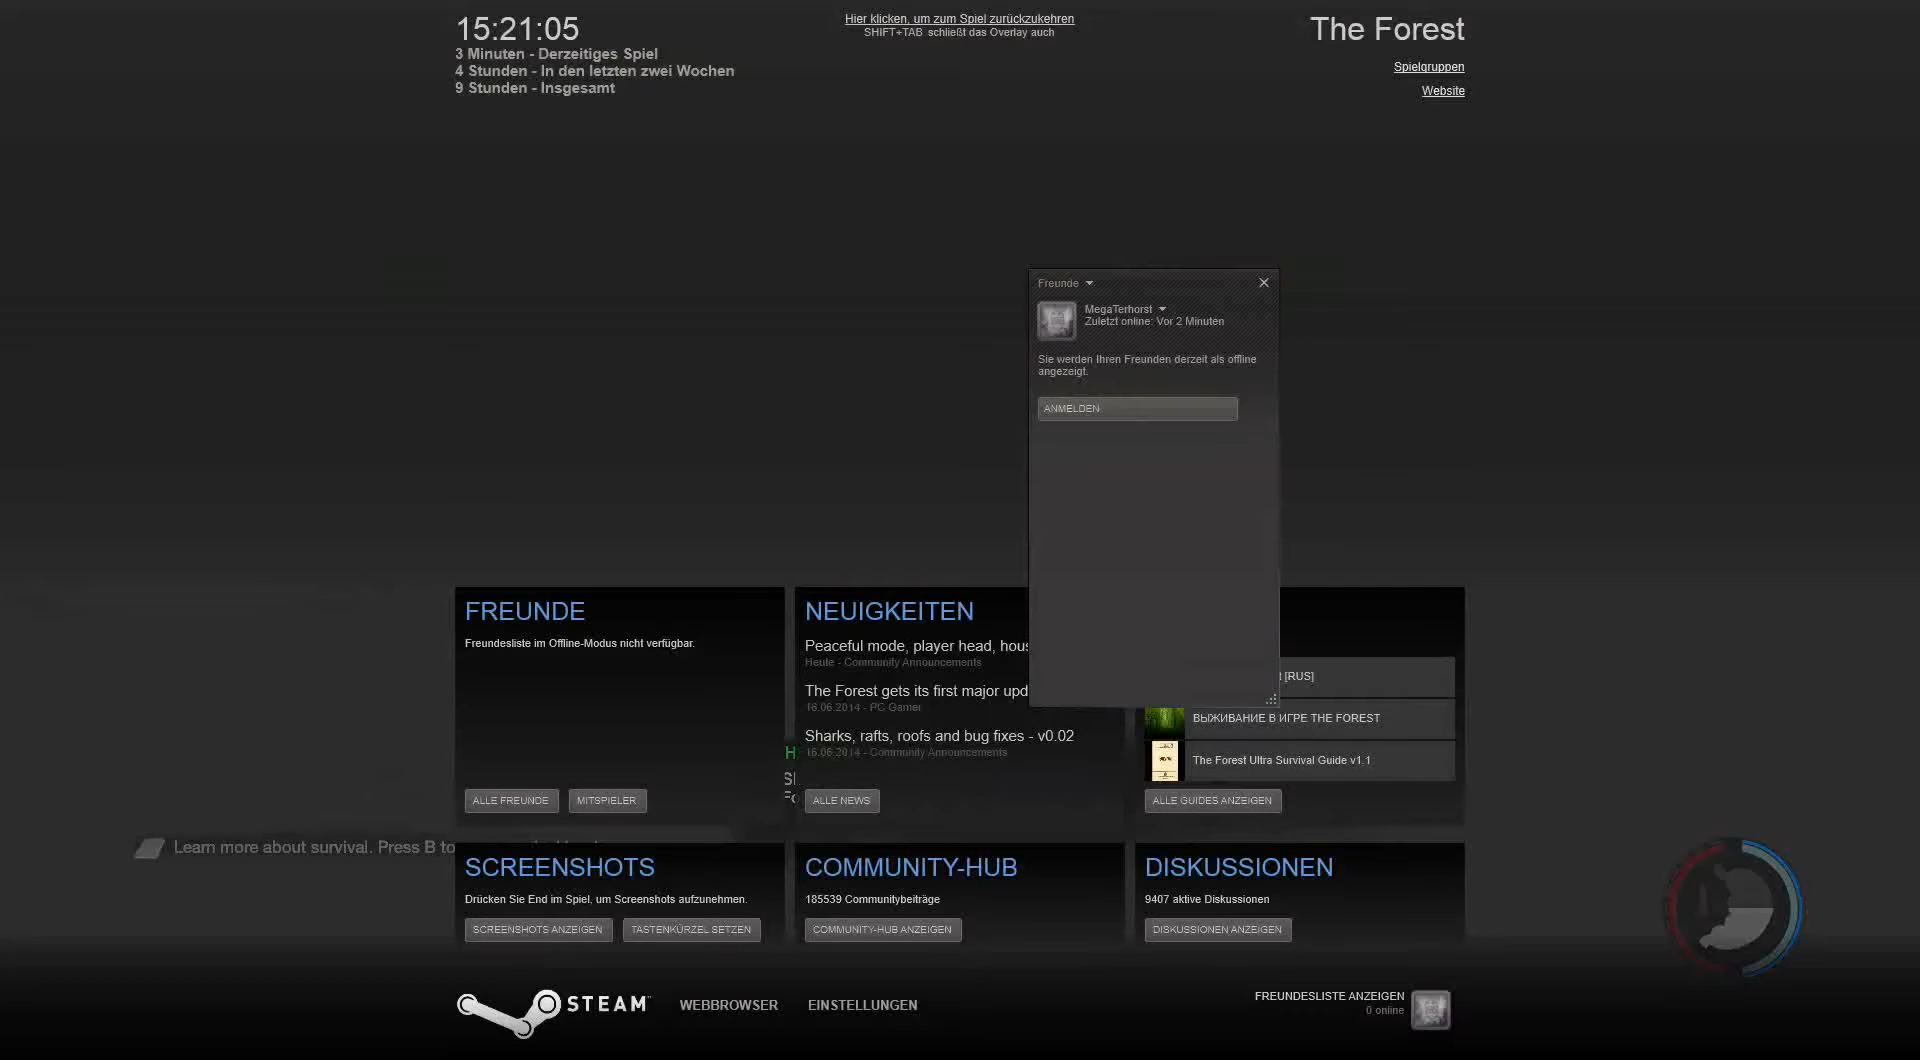 15:21:05
3 Minuten - Derzeitiges Spiel
4 Stunden - In den letzten zwei Wochen
9 Stunden - Insgesamt
Hier klicken, um zum Spiel zurückzukehren
SHIFT+TAB schließt das Overlay auch
The Forest
Spielgruppen
Website
Freunde
MegaTerhorst
Zuletzt online: Vor 2 Minuten
Sie werden Ihren Freunden derzeit als offline
angezeigt.
ANMELDEN
FREUNDE
Freundesliste im Offline-Modus nicht verfügbar.
ALLE FREUNDE
MITSPIELER
NEUIGKEITEN
Peaceful mode, player head, hous
Heute - Community Announcements
The Forest gets its first major upd
16.06.2014 - PC Gamer
Sharks, rafts, roofs and bug fixes - v0.02
16.06.2014 - Community Announcements
ALLE NEWS
[RUS]
ВЫЖИВАНИЕ В ИГРЕ THE FOREST
The Forest Ultra Survival Guide v1.1
ALLE GUIDES ANZEIGEN
Learn more about survival. Press B to
SCREENSHOTS
Drücken Sie End im Spiel, um Screenshots aufzunehmen.
SCREENSHOTS ANZEIGEN
TASTENKÜRZEL SETZEN
COMMUNITY-HUB
185539 Communitybeiträge
COMMUNITY-HUB ANZEIGEN
DISKUSSIONEN
9407 aktive Diskussionen
DISKUSSIONEN ANZEIGEN
STEAM
WEBBROWSER
EINSTELLUNGEN
FREUNDESLISTE ANZEIGEN
0 online